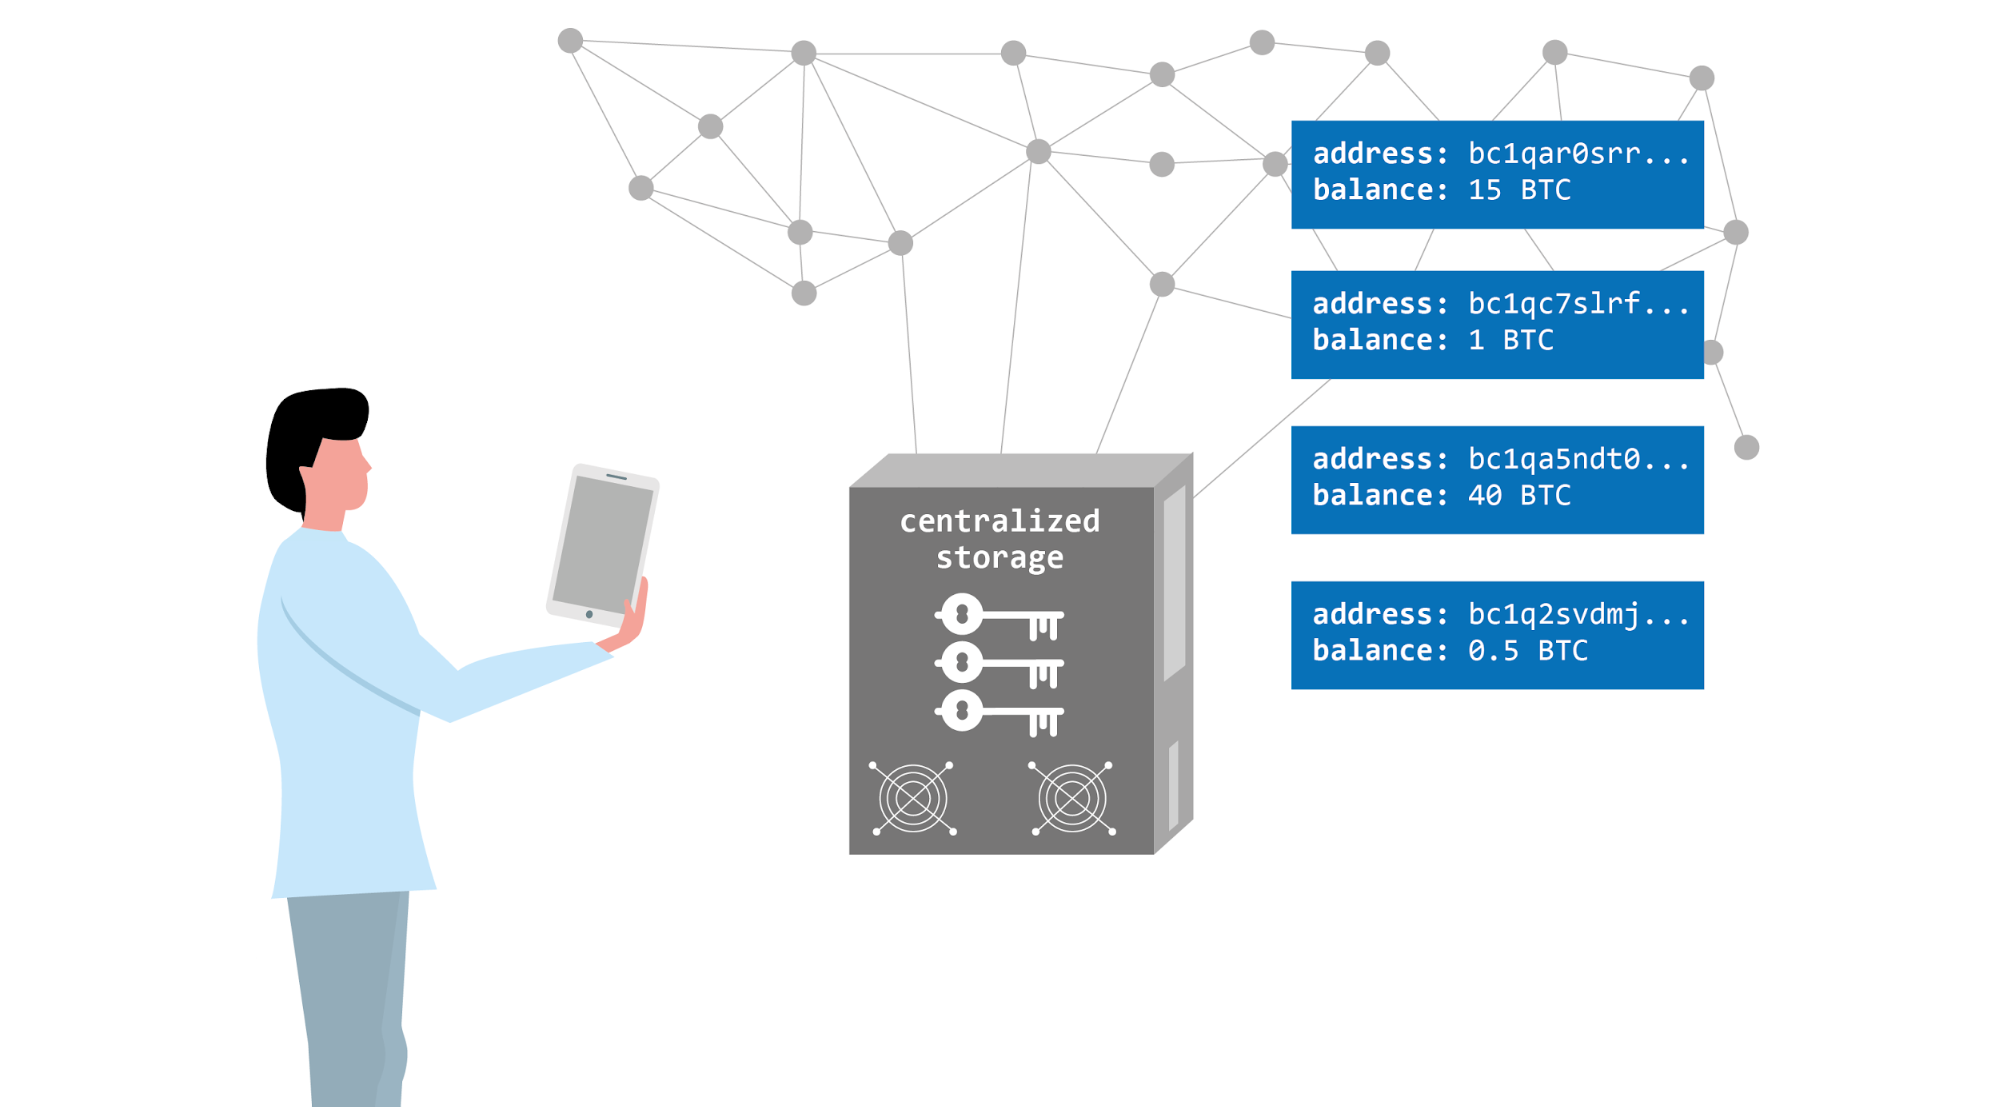 address: bc1qar0srr...
balance: 15 BTC
address: bc1qc7slrf...
balance: 1 BTC
centralized
storage
address: bc1qa5ndt0...
balance: 40 BTC
address: bc1q2svdmj...
balance: 0.5 BTC